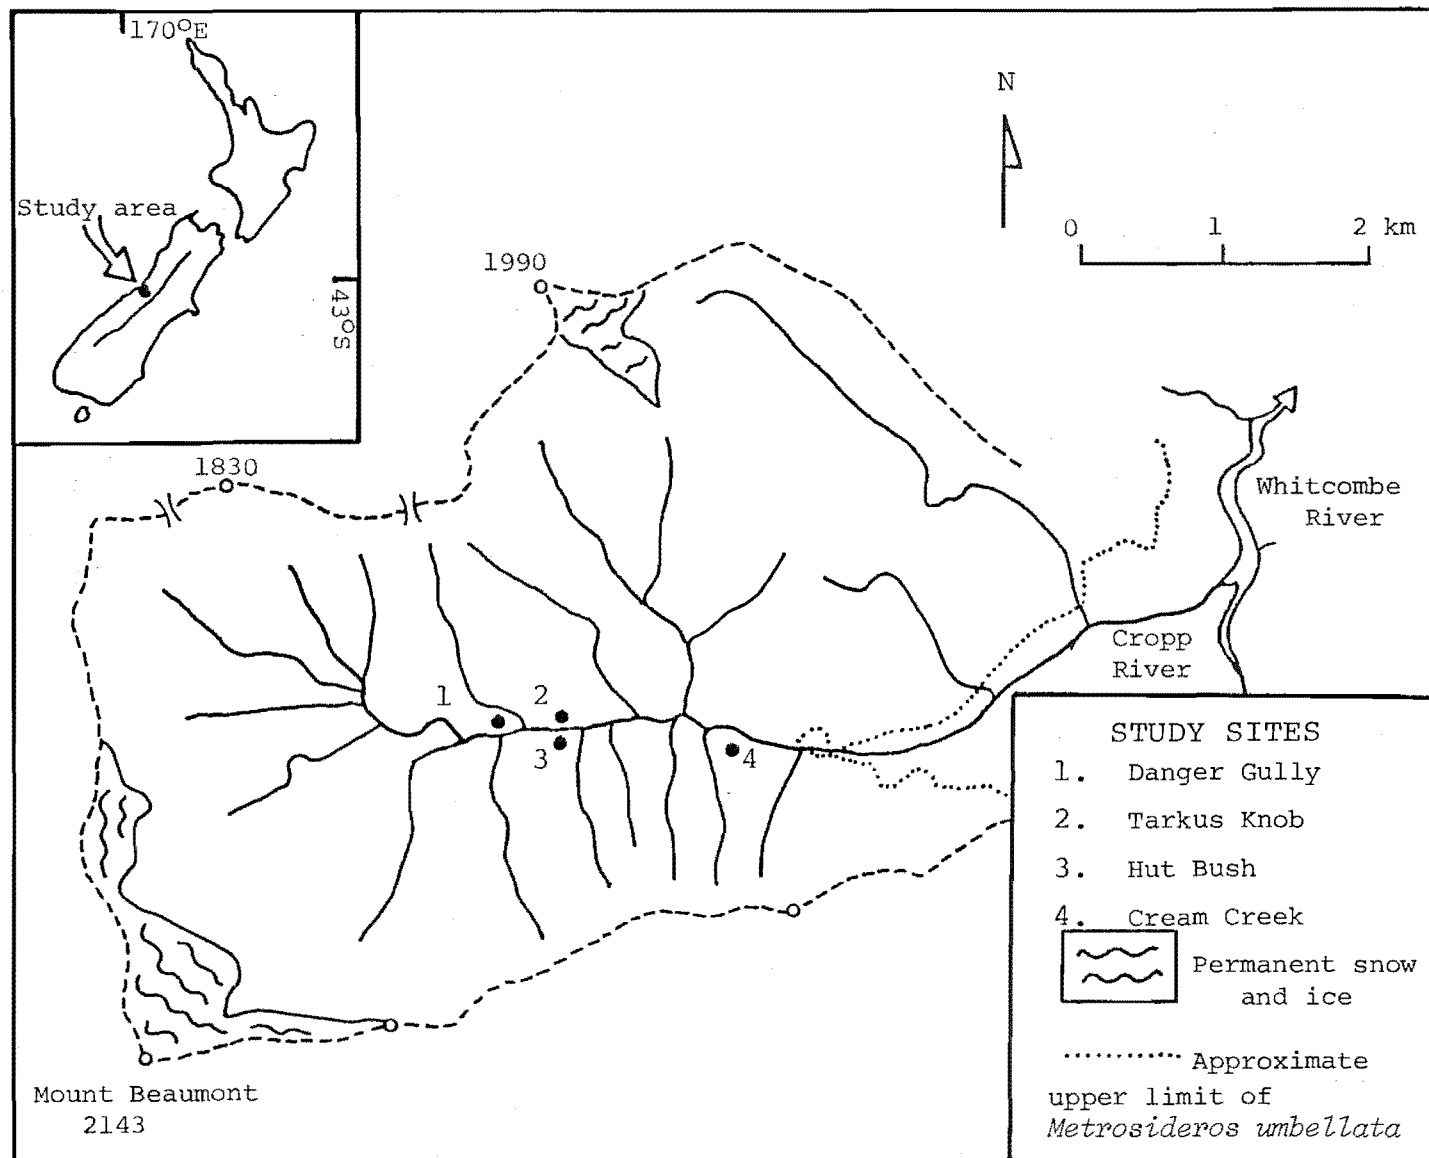 170°E
Study area
43°S
N
0 1 2 km
1990
1830
Whitcombe
River
Cropp
River
1
2
3
4
Mount Beaumont
2143
STUDY SITES
1. Danger Gully
2. Tarkus Knob
3. Hut Bush
4. Cream Creek
Permanent snow
and ice
Approximate
upper limit of
Metrosideros umbellata